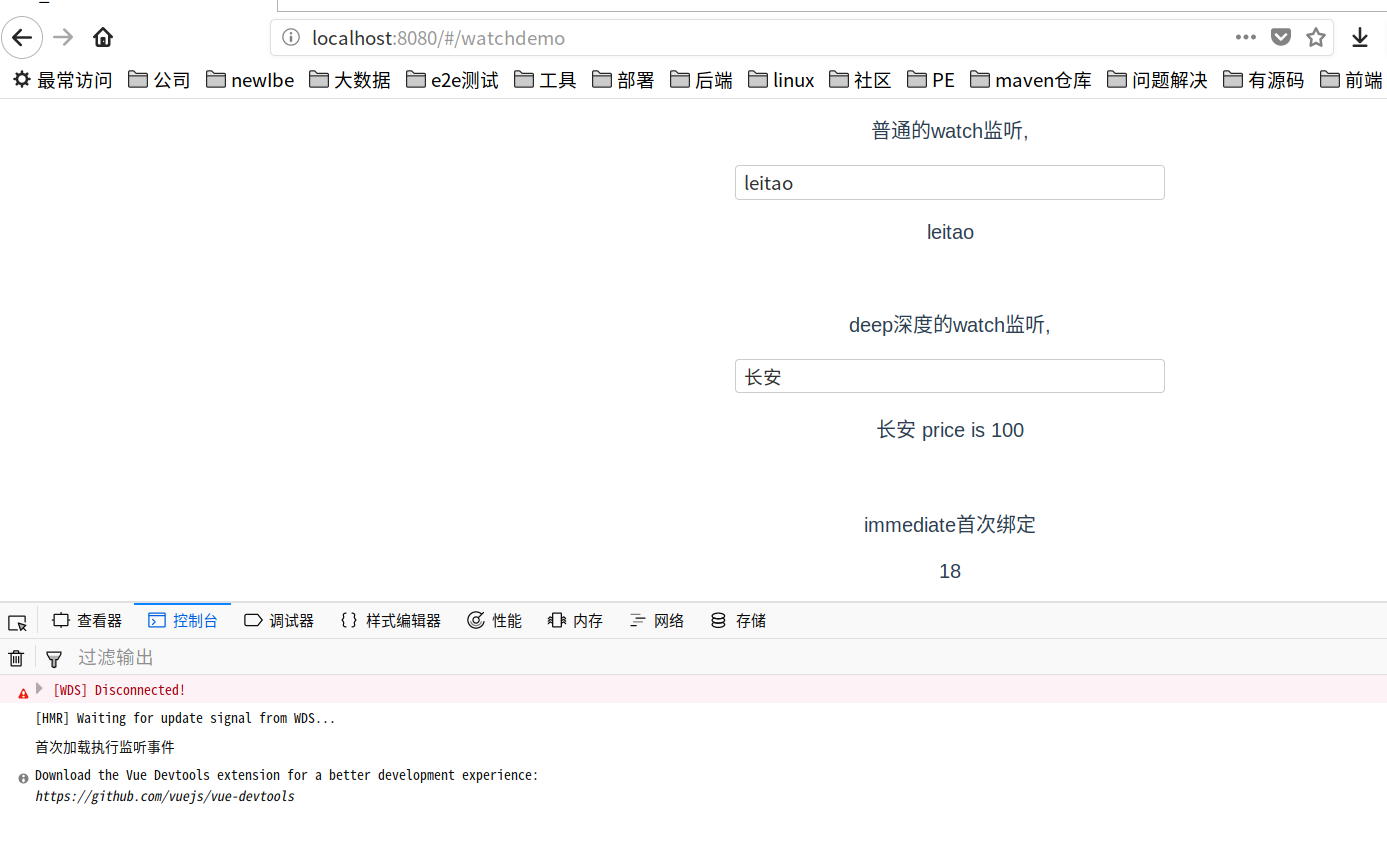 localhost:8080/#/watchdemo
最常访问 公司 newlbe 大数据 e2e测试 工具 部署 后端 linux 社区 PE maven仓库 问题解决 有源码 前端
普通的watch监听,
leitao
leitao
deep深度的watch监听,
长安
长安 price is 100
immediate首次绑定
18
查看器 控制台 调试器 {} 样式编辑器 性能 内存 网络 存储
过滤输出
[WDS] Disconnected!
[HMR] Waiting for update signal from WDS...
首次加载执行监听事件
Download the Vue Devtools extension for a better development experience:
https://github.com/vuejs/vue-devtools